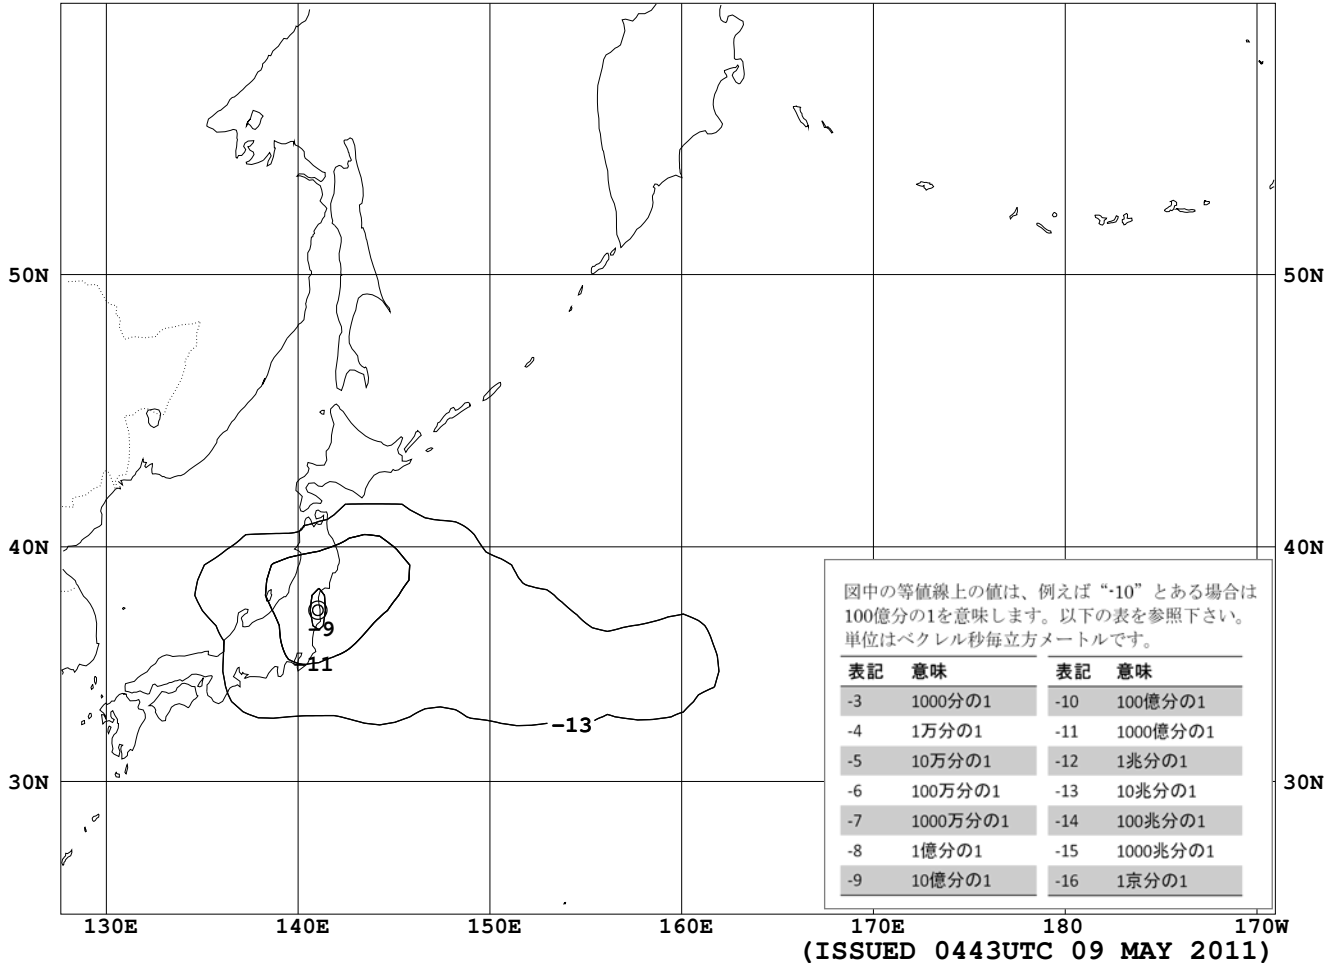 50N
50N
40N
40N
-9
-11
-13
30N
30N
図中の等値線上の値は、例えば“-10”とある場合は
100億分の1を意味します。以下の表を参照下さい。
単位はベクレル秒毎立方メートルです。
表記 意味 表記 意味
-3 1000分の1 -10 100億分の1
-4 1万分の1 -11 1000億分の1
-5 10万分の1 -12 1兆分の1
-6 100万分の1 -13 10兆分の1
-7 1000万分の1 -14 100兆分の1
-8 1億分の1 -15 1000兆分の1
-9 10億分の1 -16 1京分の1
130E 140E 150E 160E 170E 180 170W
(ISSUED 0443UTC 09 MAY 2011)